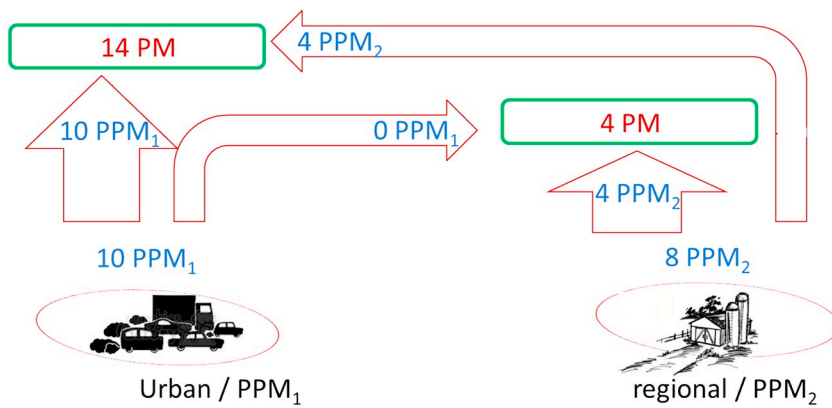 14 PM
4 PPM₂
10 PPM₁
0 PPM₁
4 PM
4 PPM₂
10 PPM₁
8 PPM₂
Urban / PPM₁
regional / PPM₂